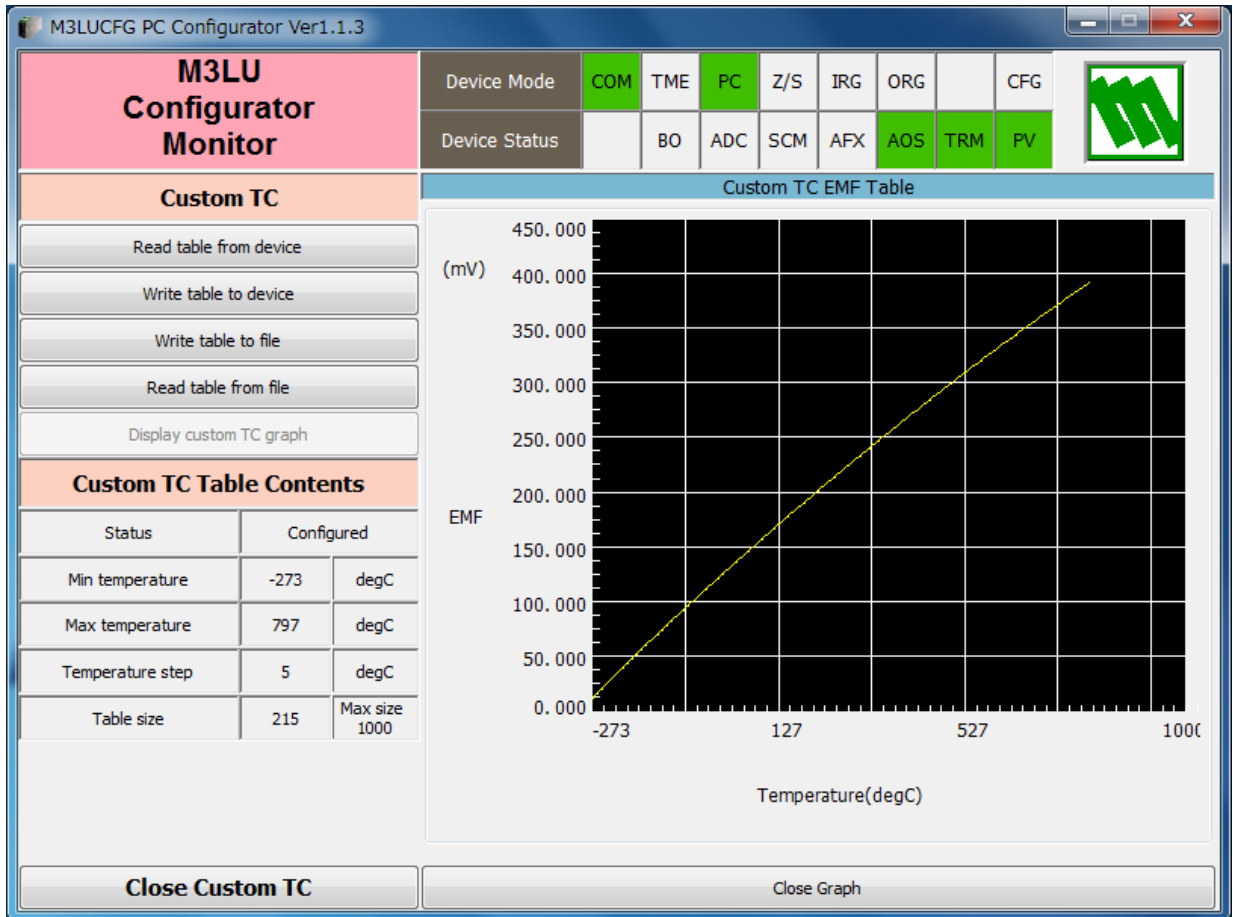 M3LUCFG PC Configurator Ver1.1.3
M3LU
Configurator
Monitor
Device Mode COM TME PC Z/S IRG ORG CFG
Device Status BO ADC SCM AFX AOS TRM PV
Custom TC
Read table from device
Write table to device
Write table to file
Read table from file
Display custom TC graph
Custom TC Table Contents
Status Configured
Min temperature -273 degC
Max temperature 797 degC
Temperature step 5 degC
Table size 215 Max size
1000
Close Custom TC
Custom TC EMF Table
450.000
(mV)
400.000
350.000
300.000
250.000
200.000
EMF
150.000
100.000
50.000
0.000
-273 127 527 1000
Temperature(degC)
Close Graph